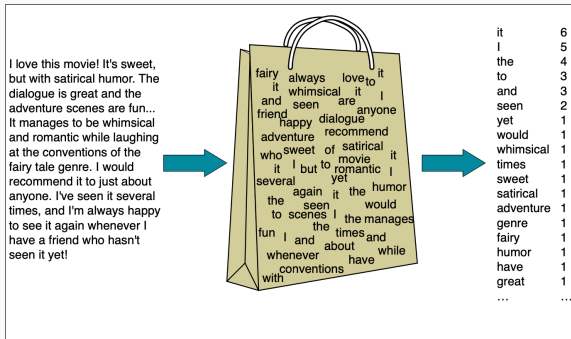 I love this movie! It's sweet,
but with satirical humor. The
dialogue is great and the
adventure scenes are fun...
It manages to be whimsical
and romantic while laughing
at the conventions of the
fairy tale genre. I would
recommend it to just about
anyone. I've seen it several
times, and I'm always happy
to see it again whenever I
have a friend who hasn't
seen it yet!
fairy always love to it
it whimsical it I
and seen are anyone
friend happy dialogue
adventure recommend
who sweet of satirical it
it I but to movie romantic I
several yet
again it the humor
the seen would
to scenes I the manages
fun I and the times and
about while
whenever have
conventions
with
it 6
I 5
the 4
to 3
and 3
seen 2
yet 1
would 1
whimsical 1
times 1
sweet 1
satirical 1
adventure 1
genre 1
fairy 1
humor 1
have 1
great 1
… …